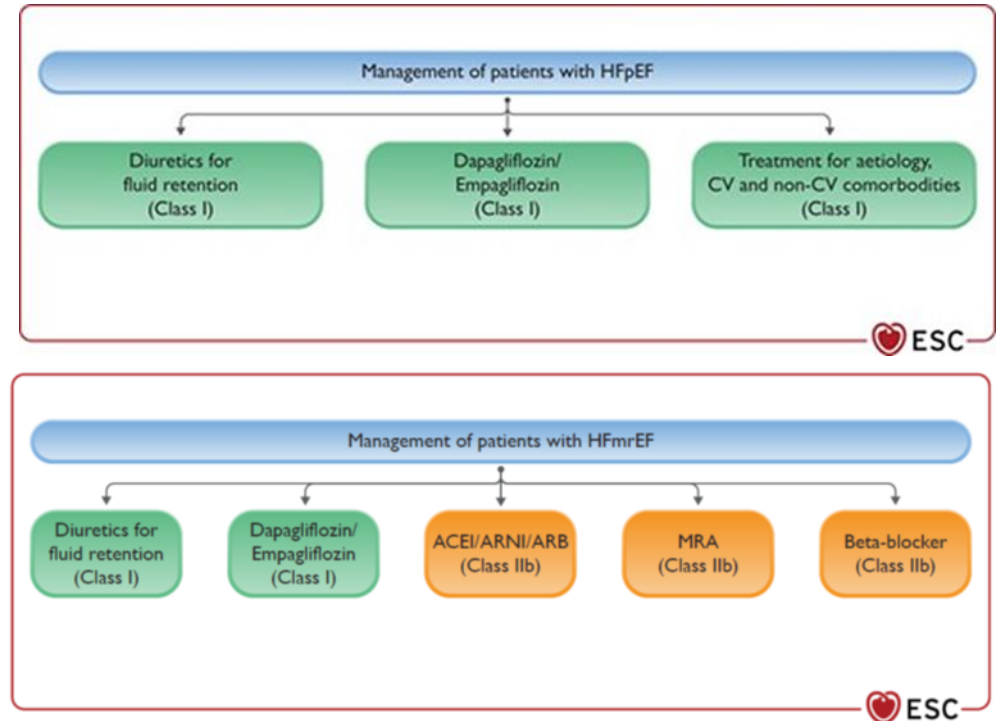 Management of patients with HFpEF
Diuretics for
fluid retention
(Class I)
Dapagliflozin/
Empagliflozin
(Class I)
Treatment for aetiology,
CV and non-CV comorbodities
(Class I)
ESC
Management of patients with HFmrEF
Diuretics for
fluid retention
(Class I)
Dapagliflozin/
Empagliflozin
(Class I)
ACEI/ARNI/ARB
(Class IIb)
MRA
(Class IIb)
Beta-blocker
(Class IIb)
ESC